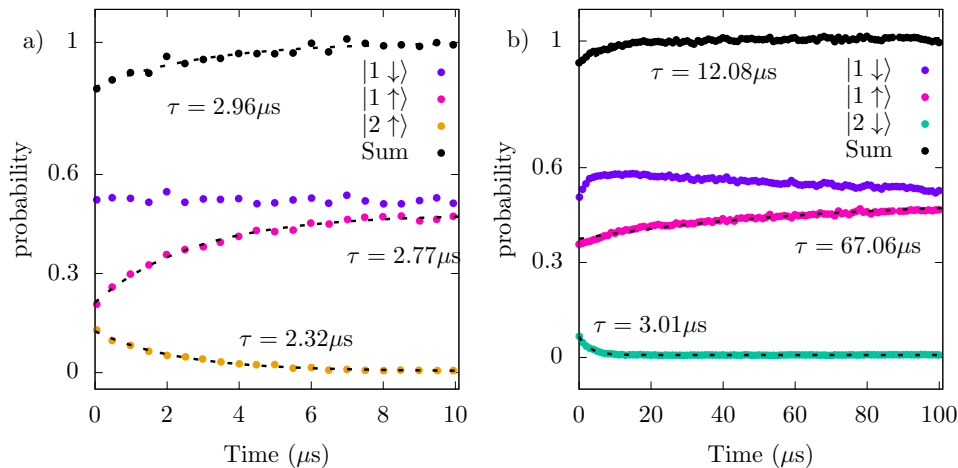 a)
probability
1
0.6
0.3
0
τ = 2.96μs
|1 ↓⟩
|1 ↑⟩
|2 ↑⟩
Sum
τ = 2.77μs
τ = 2.32μs
0 2 4 6 8 10
Time (μs)
b)
probability
1
0.6
0.3
0
τ = 12.08μs
|1 ↓⟩
|1 ↑⟩
|2 ↓⟩
Sum
τ = 67.06μs
τ = 3.01μs
0 20 40 60 80 100
Time (μs)